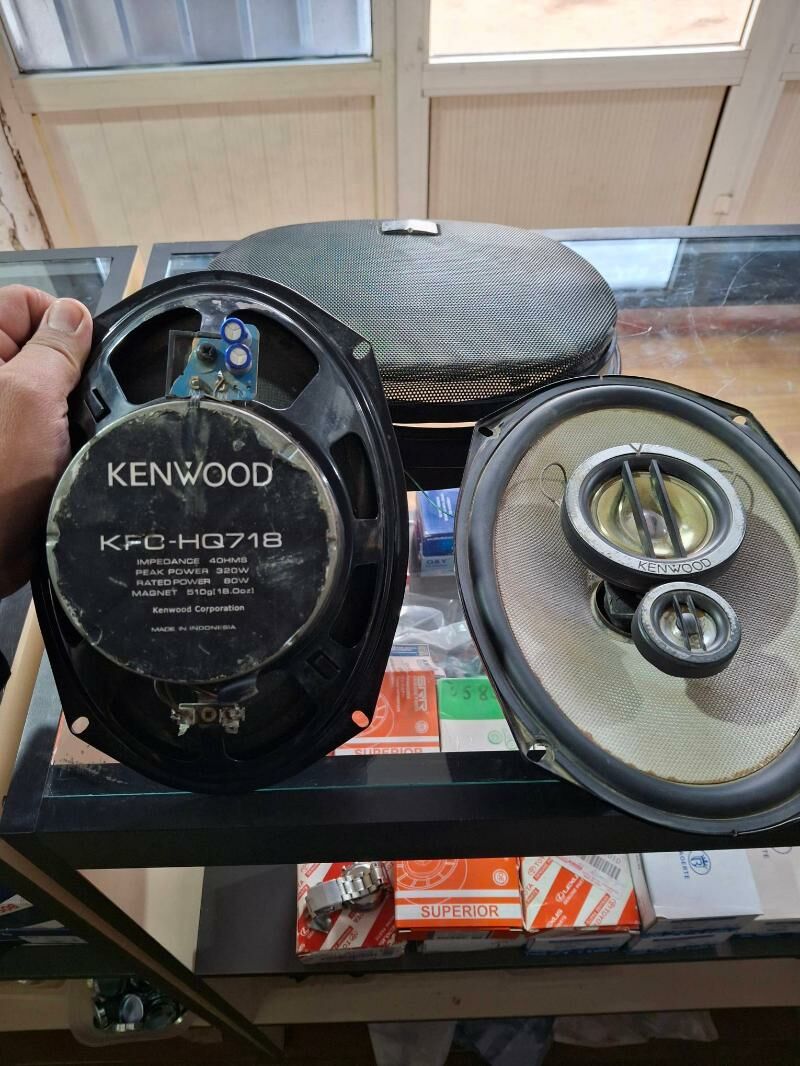 KENWOOD
KFC-HQ718
IMPEDANCE 4OHMS
PEAK POWER 320W
RATED POWER 80W
MAGNET 510g[18.0oz]
Kenwood Corporation
MADE IN INDONESIA
KENWOOD
SUPERIOR
SUPERIOR